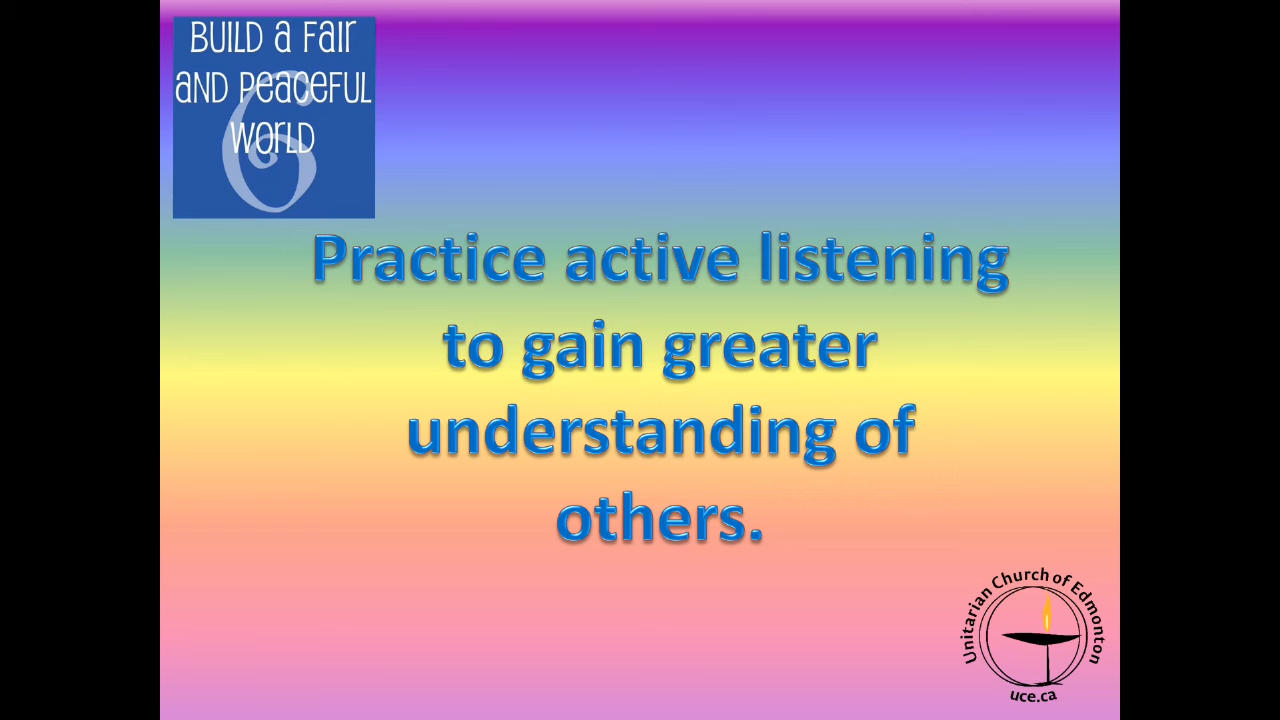 BUILD a FaIr
aND PEacEFUL
WOrLD
6
Practice active listening
to gain greater
understanding of
others.
Unitarian Church of Edmonton
uce.ca